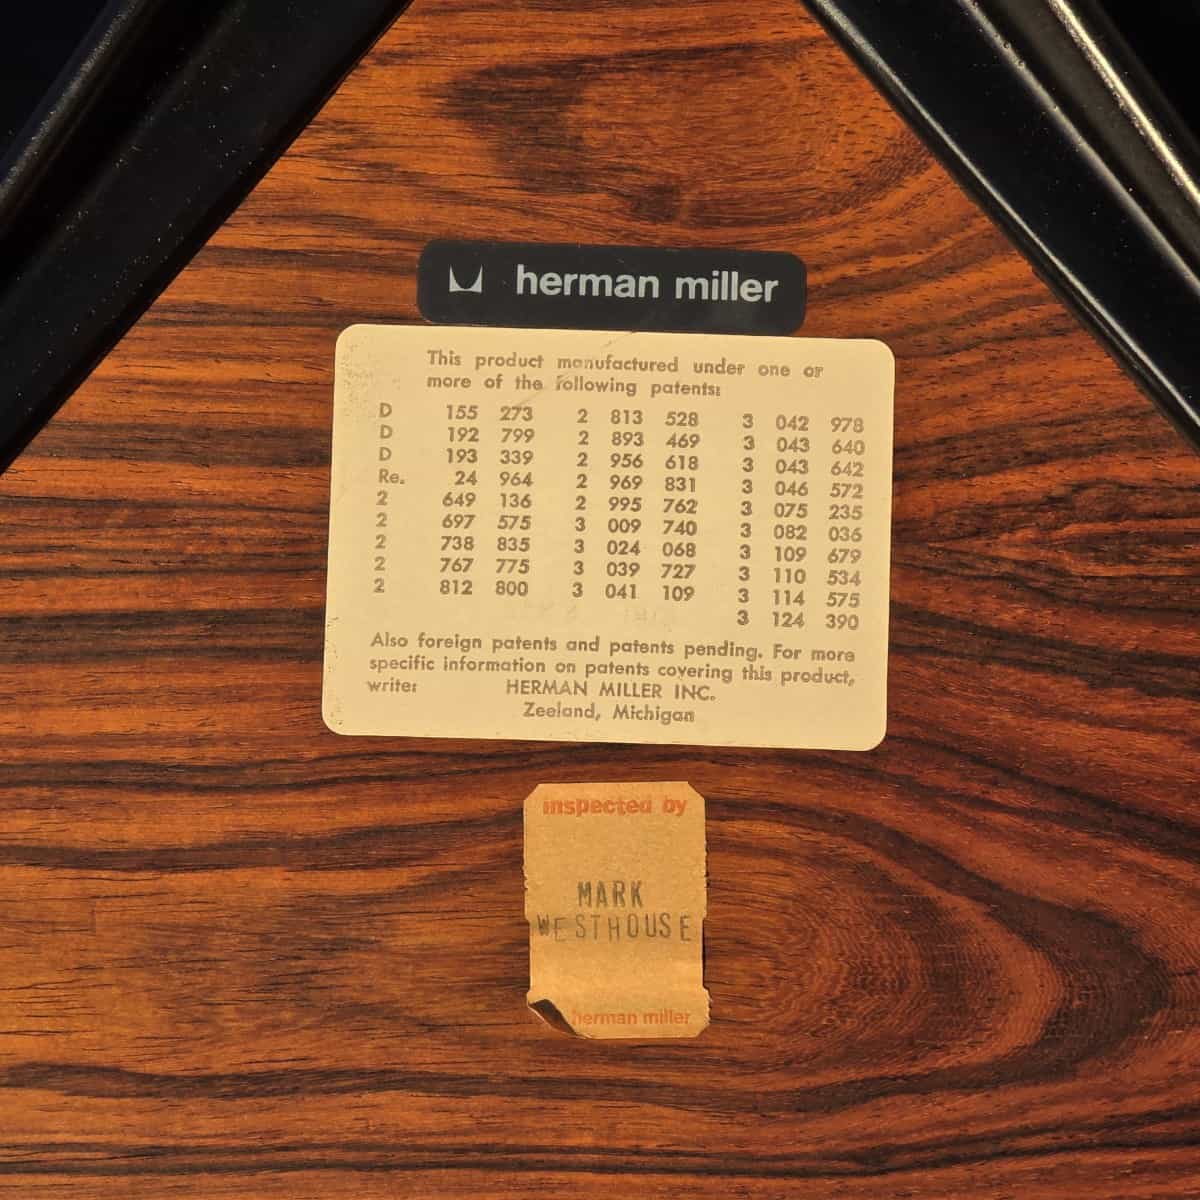 herman miller
This product manufactured under one or
more of the following patents:
D 155 273 2 813 528 3 042 978
D 192 799 2 893 469 3 043 640
D 193 339 2 956 618 3 043 642
Re. 24 964 2 969 831 3 046 572
2 649 136 2 995 762 3 075 235
2 697 575 3 009 740 3 082 036
2 738 835 3 024 068 3 109 679
2 767 775 3 039 727 3 110 534
2 812 800 3 041 109 3 114 575
3 124 390
Also foreign patents and patents pending. For more
specific information on patents covering this product,
write: HERMAN MILLER INC.
Zeeland, Michigan
inspected by
MARK
WESTHOUSE
herman miller